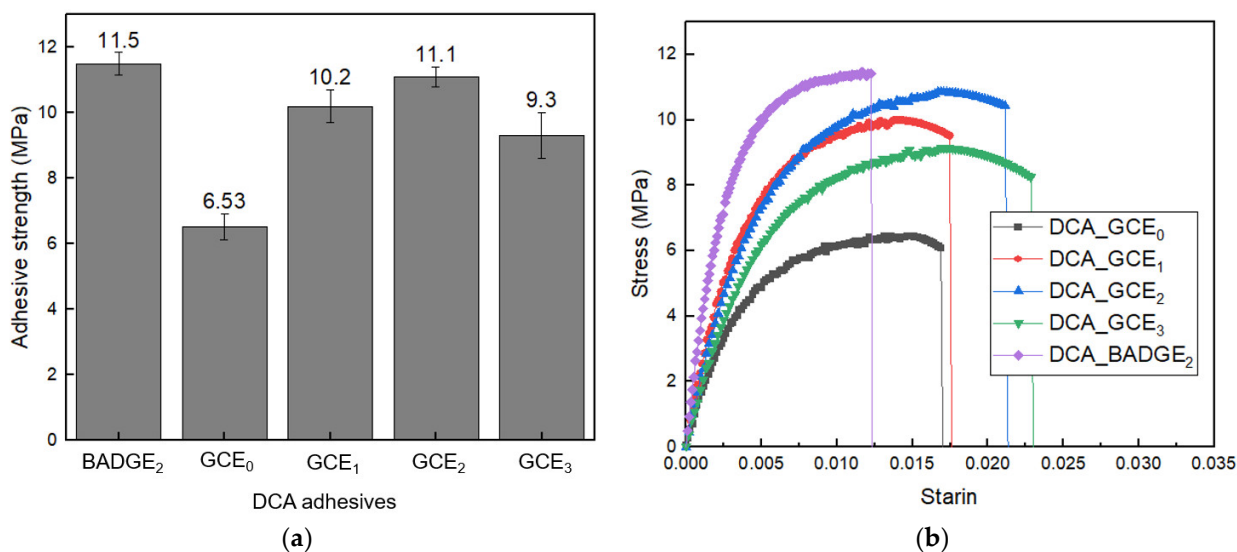 11.5
6.53
10.2
11.1
9.3
12
10
8
6
4
2
0
Adhesive strength (MPa)
BADGE₂ GCE₀ GCE₁ GCE₂ GCE₃
DCA adhesives
(a)
12
10
8
6
4
2
0
Stress (MPa)
DCA_GCE₀
DCA_GCE₁
DCA_GCE₂
DCA_GCE₃
DCA_BADGE₂
0.000 0.005 0.010 0.015 0.020 0.025 0.030 0.035
Starin
(b)